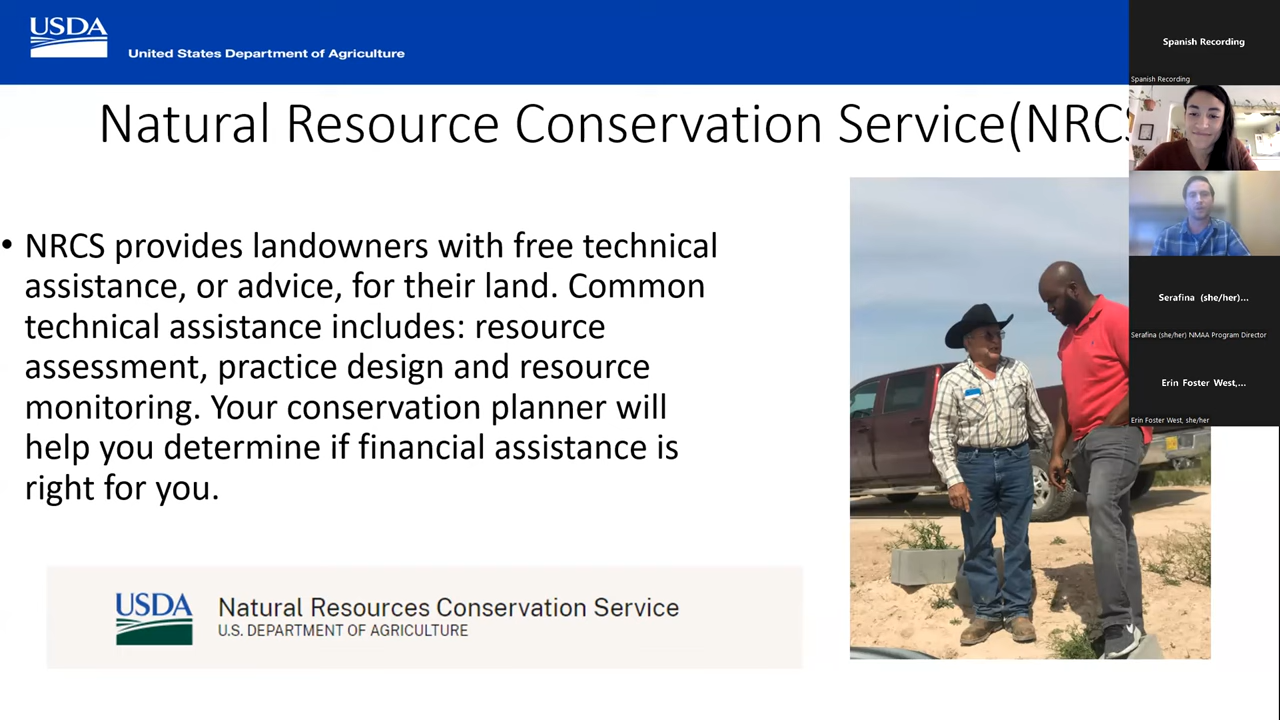 USDA
United States Department of Agriculture
Natural Resource Conservation Service(NRCS
• NRCS provides landowners with free technical
assistance, or advice, for their land. Common
technical assistance includes: resource
assessment, practice design and resource
monitoring. Your conservation planner will
help you determine if financial assistance is
right for you.
USDA
Natural Resources Conservation Service
U.S. DEPARTMENT OF AGRICULTURE
Spanish Recording
Spanish Recording
Serafina (she/her)...
Serafina (she/her) NMAA Program Director
Erin Foster West,...
Erin Foster West, she/her